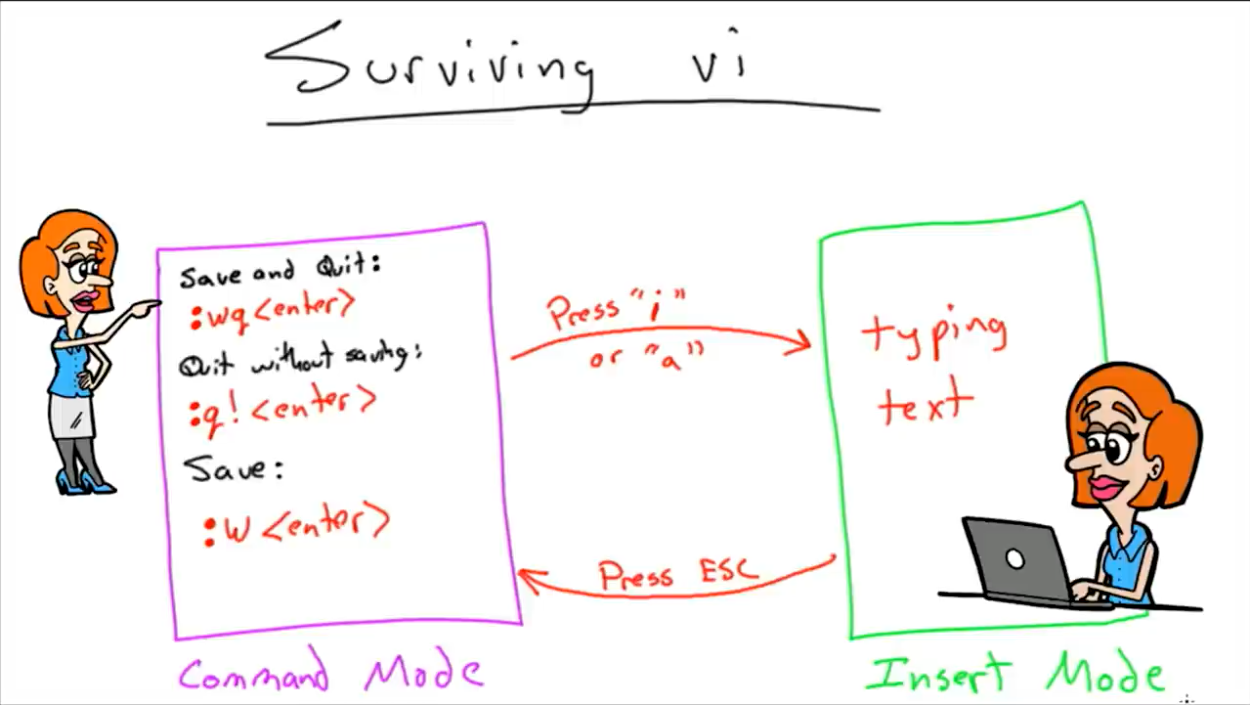 Surviving vi
Save and Quit:
:wq<enter>
Quit without saving:
:q!<enter>
Save:
:w<enter>
Command Mode
Press "i"
or "a"
Press ESC
typing
text
Insert Mode